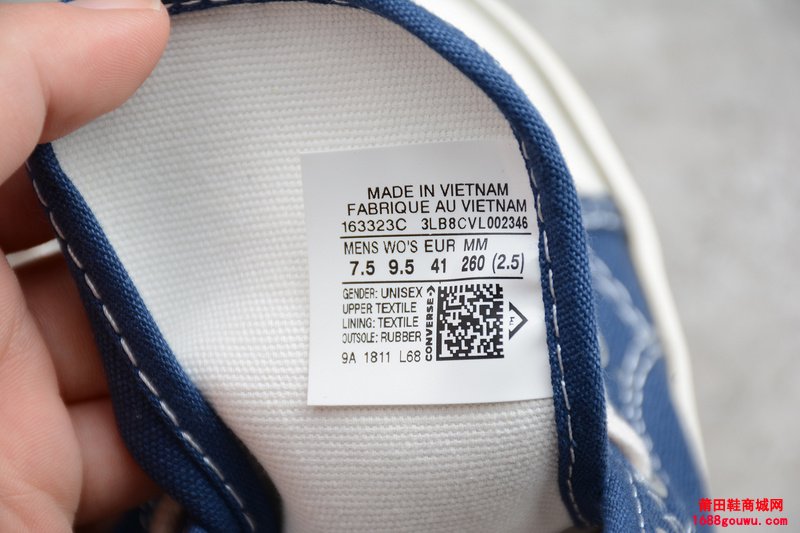 MADE IN VIETNAM
FABRIQUE AU VIETNAM
163323C 3LB8CVL002346
MENS WO'S EUR MM
7.5 9.5 41 260 (2.5)
GENDER: UNISEX
UPPER: TEXTILE
LINING: TEXTILE
OUTSOLE: RUBBER
9A 1811 L68
CONVERSE
莆田鞋商城网
1688gouwu.com